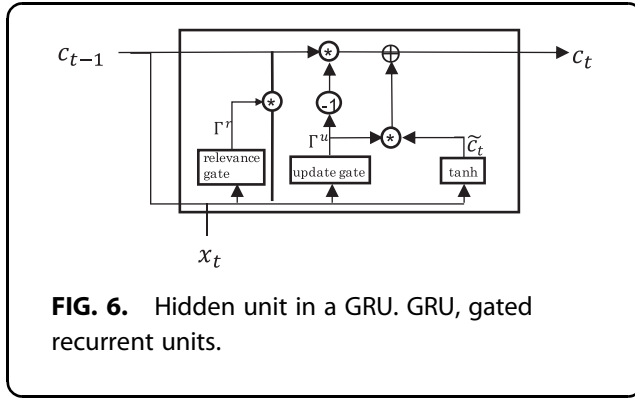 c_{t-1}
*
⊕
c_t
*
-1
Γ^r
Γ^u
*
\tilde{c}_t
relevance
gate
update gate
tanh
x_t
FIG. 6. Hidden unit in a GRU. GRU, gated
recurrent units.